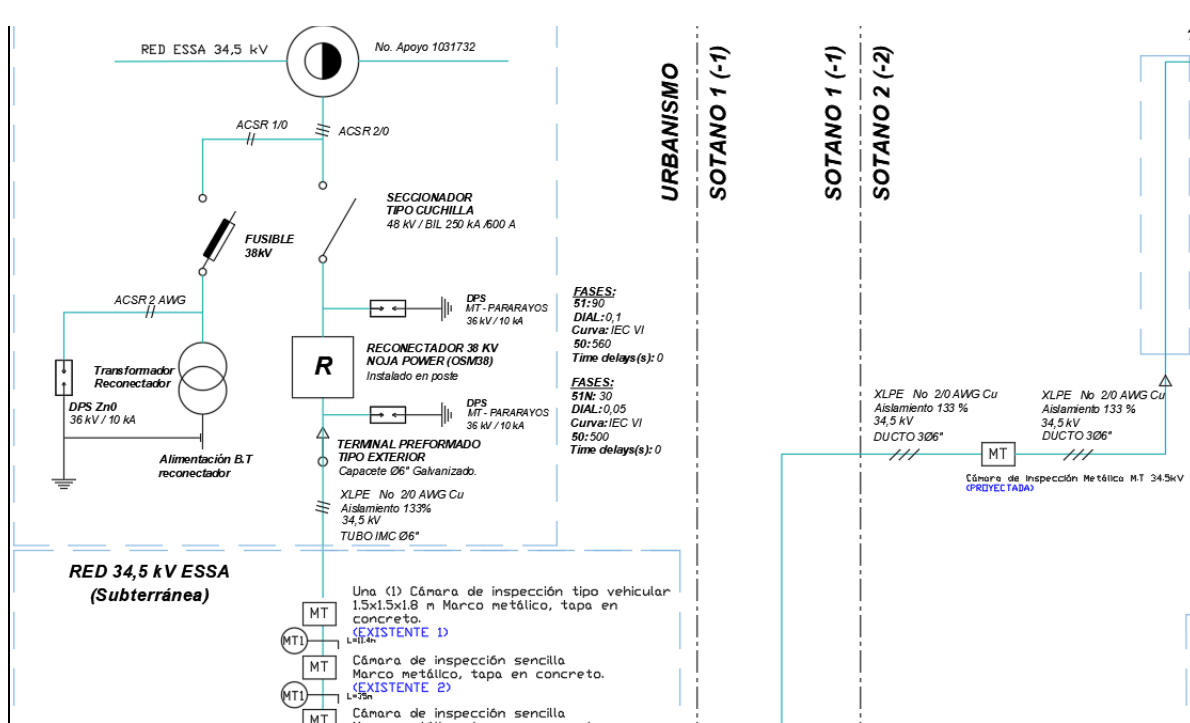 RED ESSA 34,5 kV
No. Apoyo 1031732
ACSR 1/0
ACSR 2/0
SECCIONADOR
TIPO CUCHILLA
48 kV / BIL 250 kA /600 A
FUSIBLE
38kV
ACSR 2 AWG
DPS
MT - PARARAYOS
36 kV / 10 kA
Transformador
Reconectador
R
RECONECTADOR 38 KV
NOJA POWER (OSM38)
Instalado en poste
DPS Zn0
36 kV / 10 kA
DPS
MT - PARARAYOS
36 kV / 10 kA
TERMINAL PREFORMADO
TIPO EXTERIOR
Capacete Ø6" Galvanizado.
Alimentación B.T
reconectador
XLPE No 2/0 AWG Cu
Aislamiento 133%
34,5 kV
TUBO IMC Ø6"
FASES:
51:90
DIAL:0,1
Curva: IEC VI
50:560
Time delays(s): 0
FASES:
51N: 30
DIAL:0,05
Curva:IEC VI
50:500
Time delays(s): 0
URBANISMO
SOTANO 1 (-1)
SOTANO 1 (-1)
SOTANO 2 (-2)
XLPE No 2/0 AWG Cu
Aislamiento 133 %
34,5 kV
DUCTO 3Ø6"
XLPE No 2/0 AWG Cu
Aislamiento 133 %
34,5 kV
DUCTO 3Ø6"
MT
Cámara de inspección Metálica M.T 34.5kV
(PROYECTADA)
RED 34,5 kV ESSA
(Subterránea)
MT
Una (1) Cámara de inspección tipo vehicular
1.5x1.5x1.8 m Marco metálico, tapa en
concreto.
(EXISTENTE 1)
MT1
L=11.4m
MT
Cámara de inspección sencilla
Marco metálico, tapa en concreto.
(EXISTENTE 2)
MT1
L=35m
MT
Cámara de inspección sencilla